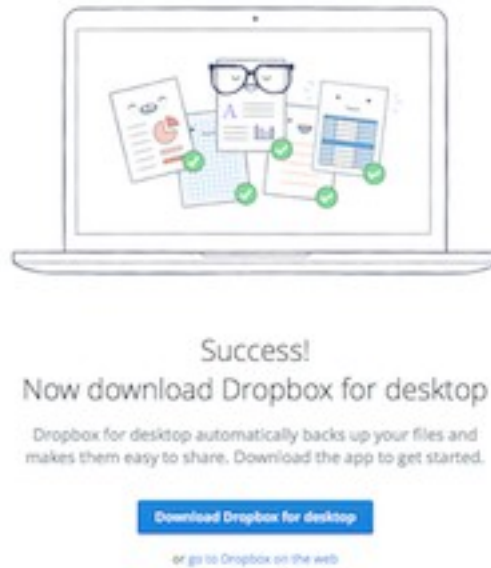 A
Success!
Now download Dropbox for desktop
Dropbox for desktop automatically backs up your files and
makes them easy to share. Download the app to get started.
Download Dropbox for desktop
or go to Dropbox on the web